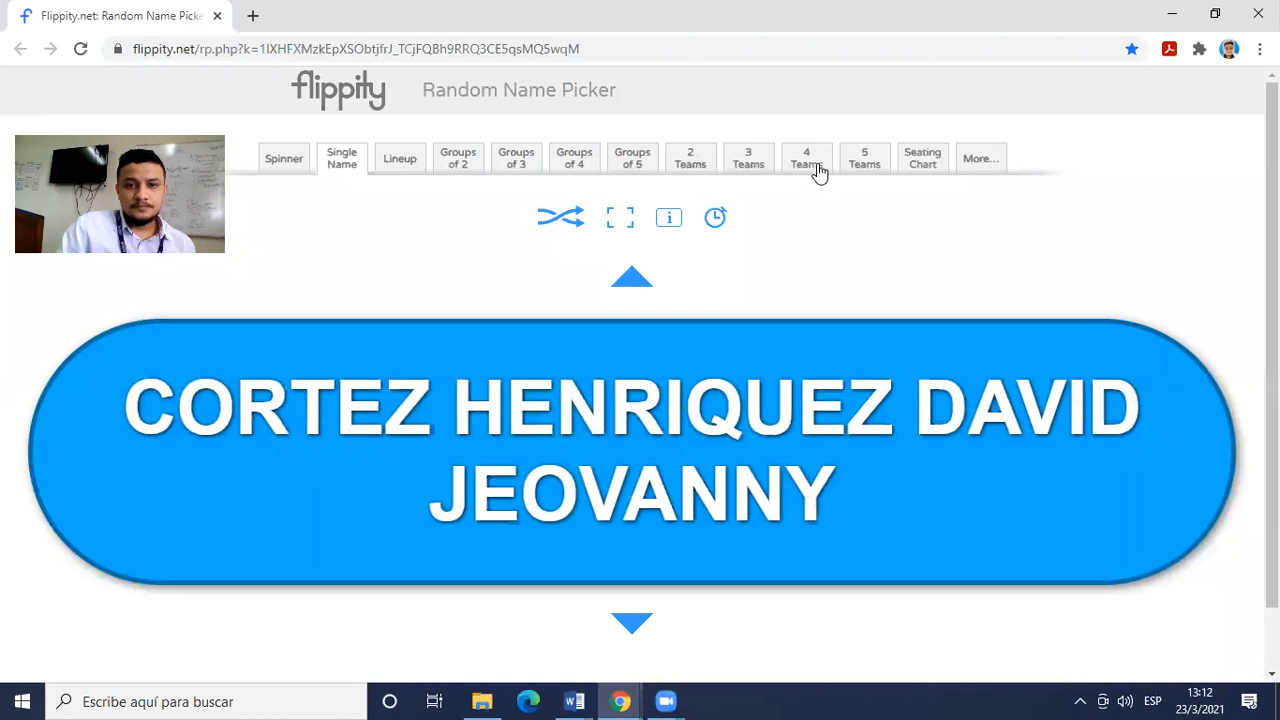 Flippity.net: Random Name Picke
flippity.net/rp.php?k=1IXHFXMzkEpXSObtjfrJ_TCjFQBh9RRQ3CE5qsMQ5wqM
flippity Random Name Picker
Spinner
Single
Name
Lineup
Groups
of 2
Groups
of 3
Groups
of 4
Groups
of 5
2
Teams
3
Teams
4
Teams
5
Teams
Seating
Chart
More...
CORTEZ HENRIQUEZ DAVID
JEOVANNY
Escribe aquí para buscar
ESP
13:12
23/3/2021